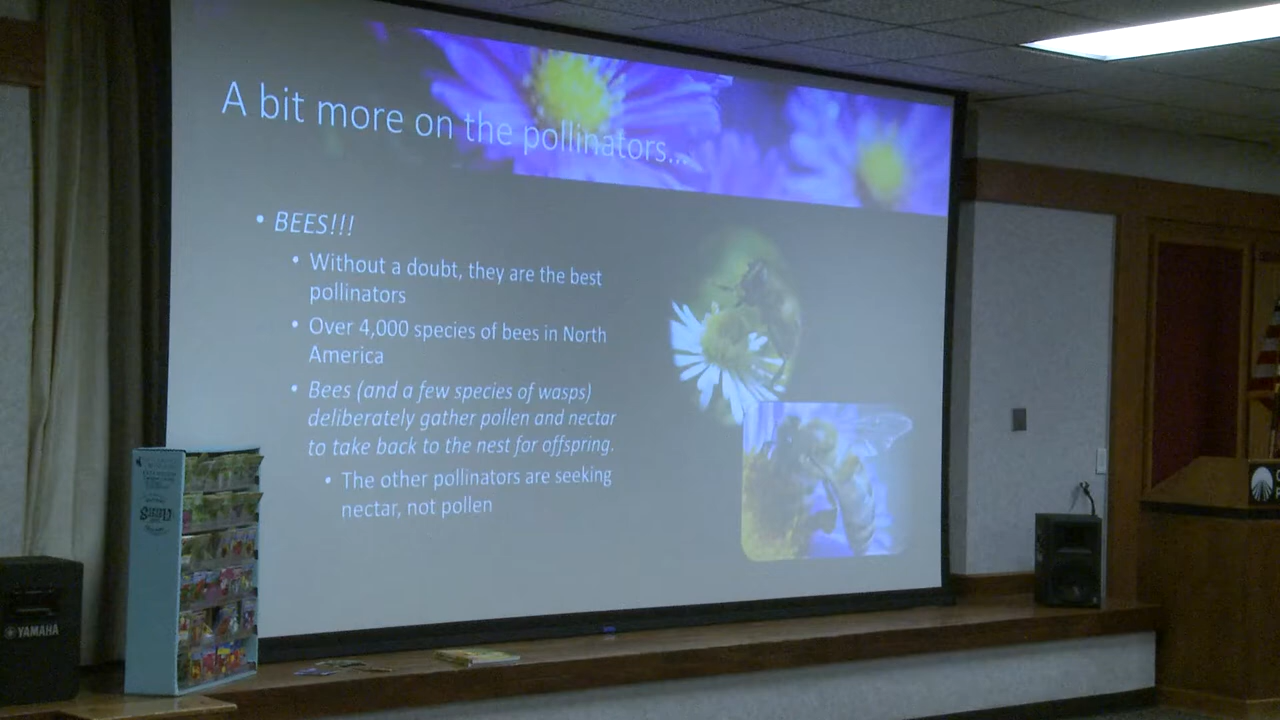 A bit more on the pollinators...
• BEES!!!
• Without a doubt, they are the best
pollinators
• Over 4,000 species of bees in North
America
• Bees (and a few species of wasps)
deliberately gather pollen and nectar
to take back to the nest for offspring.
• The other pollinators are seeking
nectar, not pollen
YAMAHA